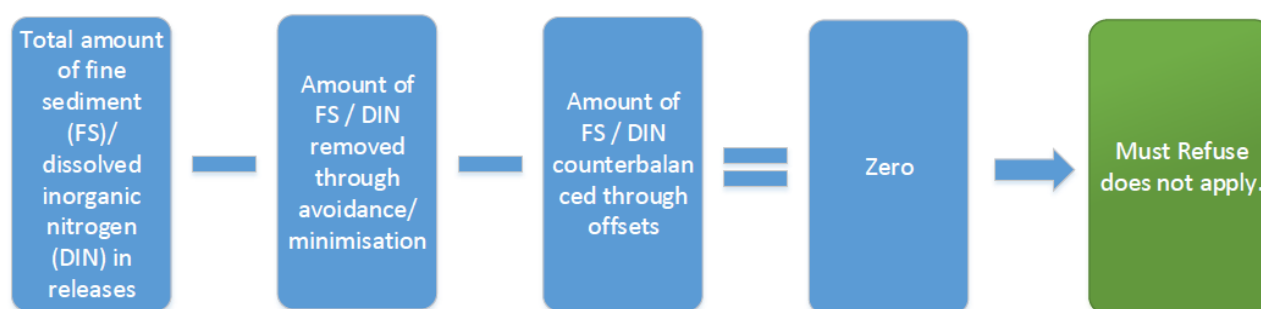 Total amount
of fine
sediment
(FS)/
dissolved
inorganic
nitrogen
(DIN) in
releases
Amount of
FS / DIN
removed
through
avoidance/
minimisation
Amount of
FS / DIN
counterbalan
ced through
offsets
Zero
Must Refuse
does not apply.